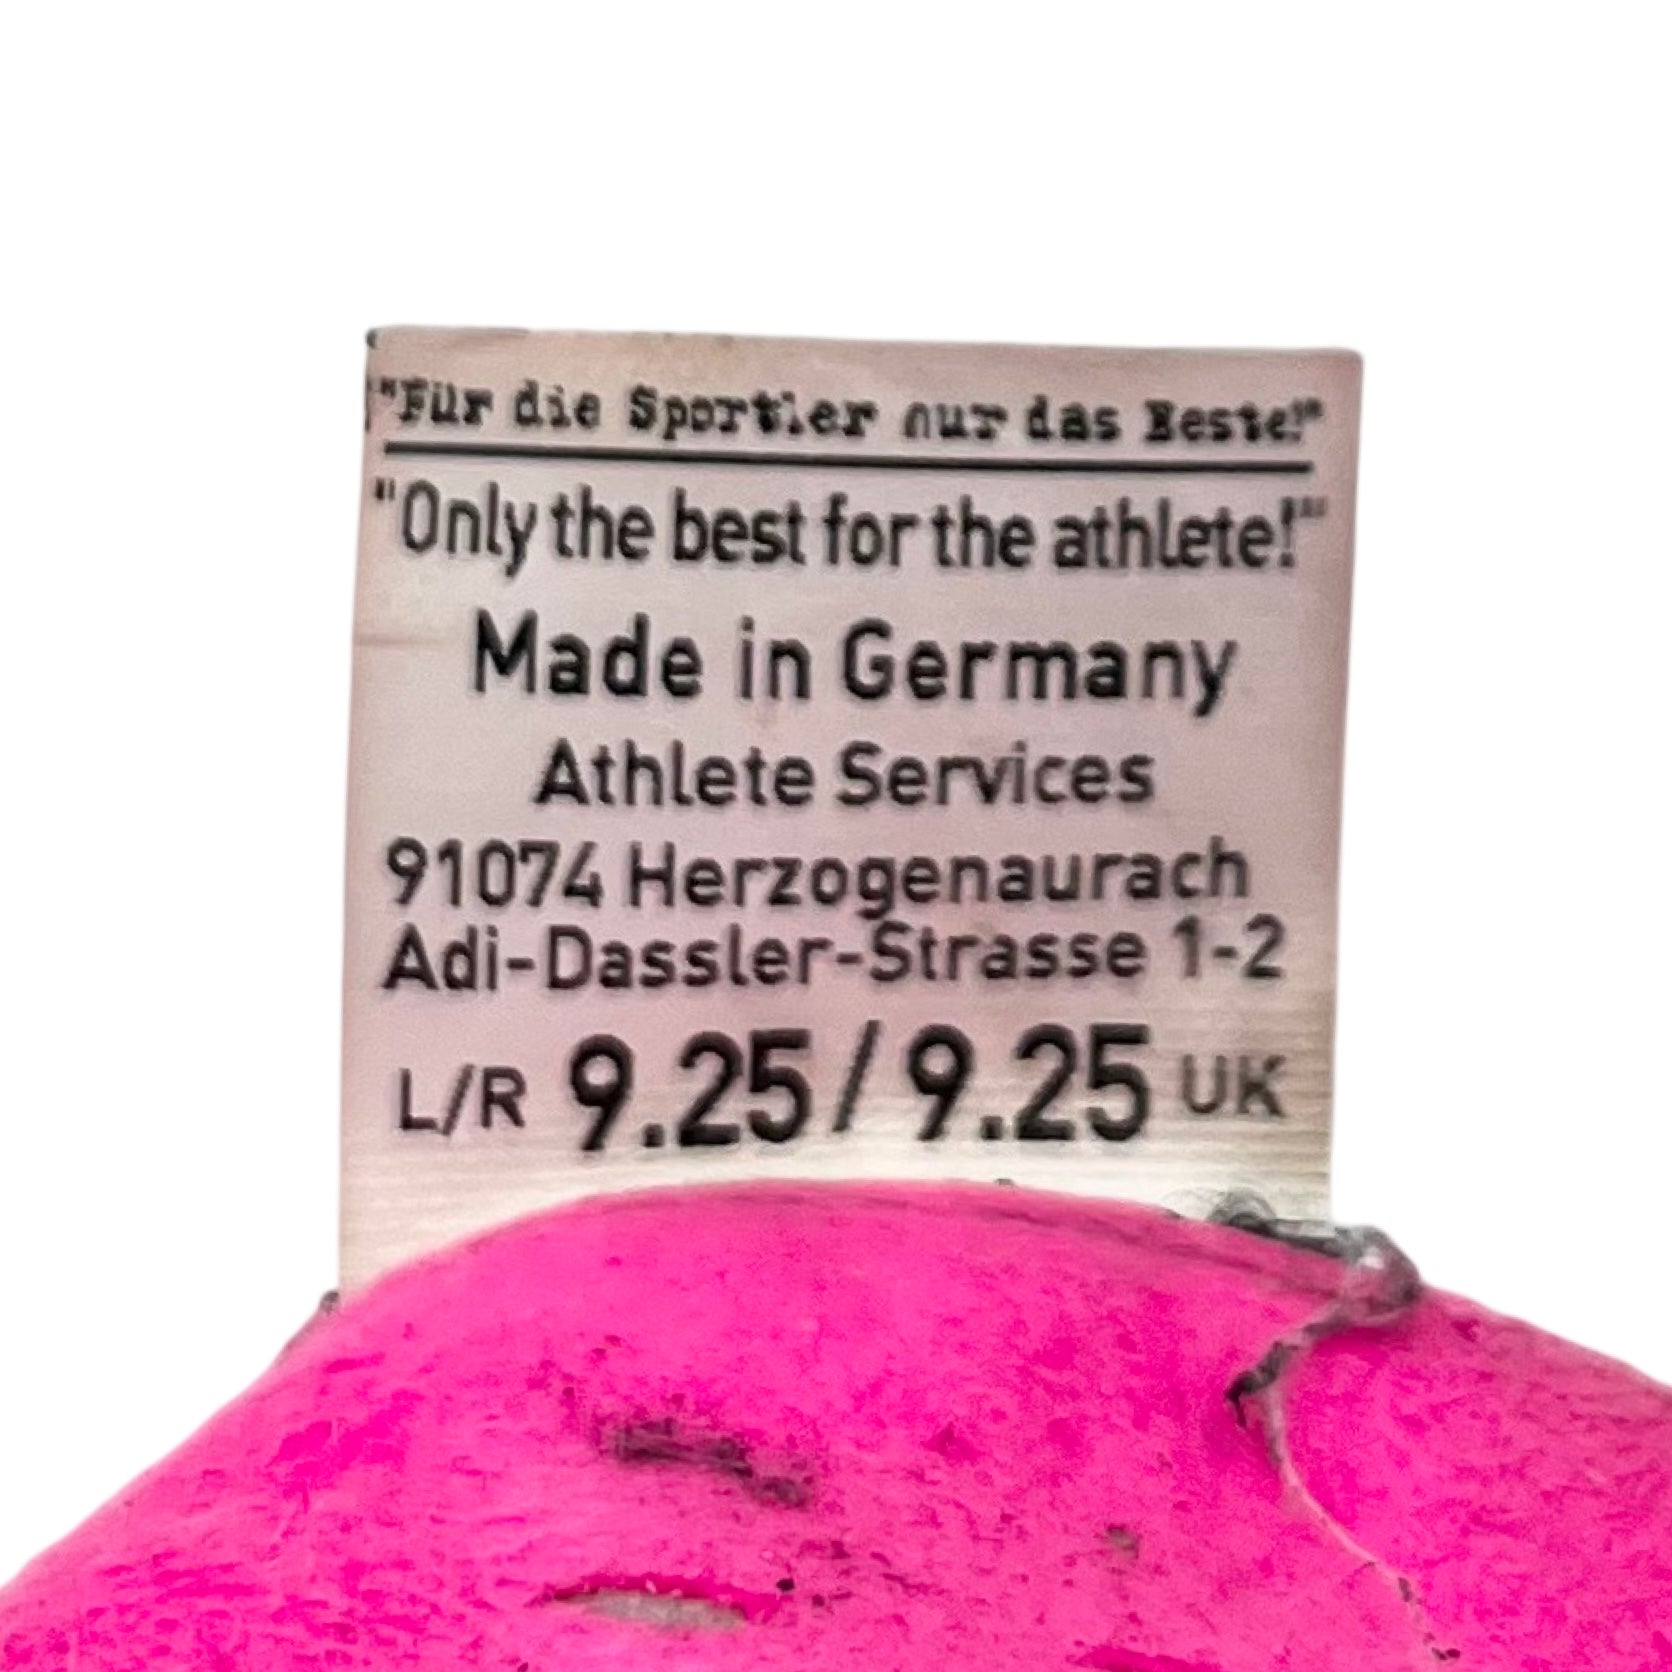 "Für die Sportler nur das Beste!"
"Only the best for the athlete!"
Made in Germany
Athlete Services
91074 Herzogenaurach
Adi-Dassler-Strasse 1-2
L/R 9.25/9.25 UK